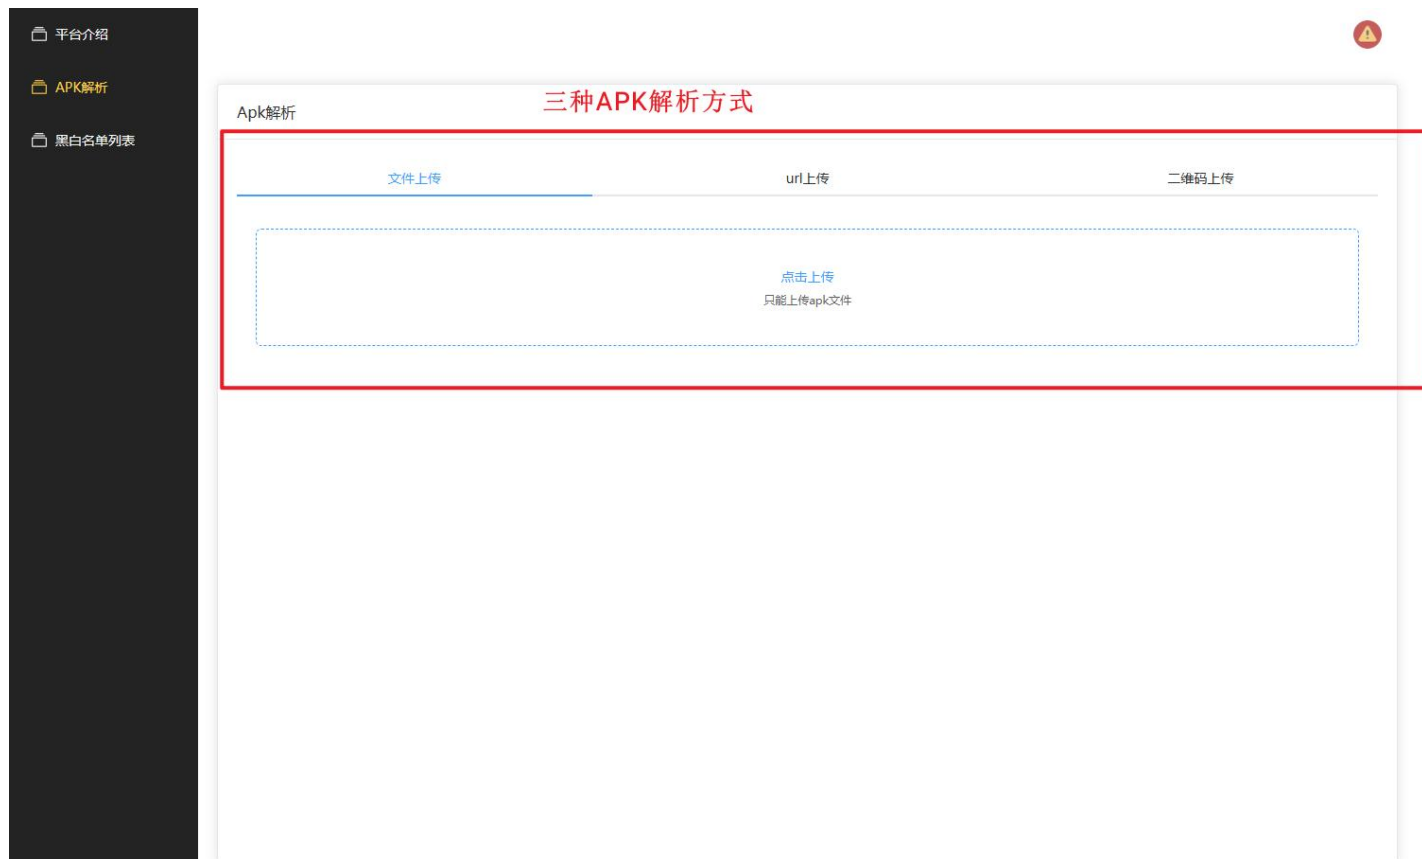 平台介绍
APK解析
黑白名单列表
三种APK解析方式
Apk解析
文件上传
url上传
二维码上传
点击上传
只能上传apk文件